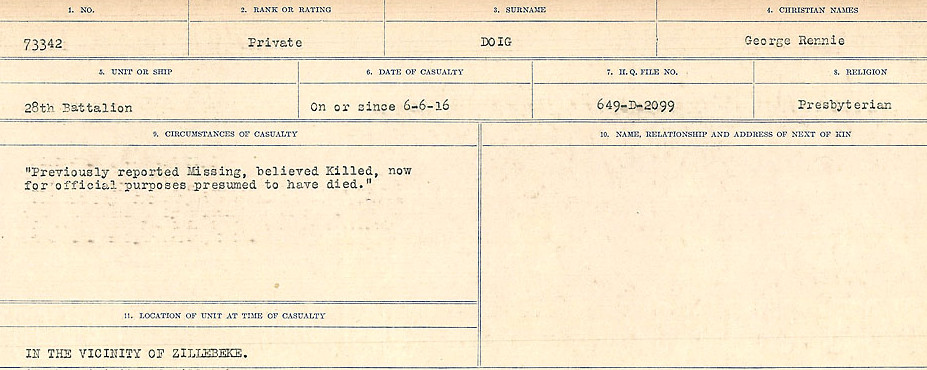 1. NO.
2. RANK OR RATING
3. SURNAME
4. CHRISTIAN NAMES
73342
Private
DOIG
George Rennie
5. UNIT OR SHIP
6. DATE OF CASUALTY
7. H.Q. FILE NO.
8. RELIGION
28th Battalion
On or since 6-6-16
649-D-2099
Presbyterian
9. CIRCUMSTANCES OF CASUALTY
"Previously reported Missing, believed Killed, now
for official purposes presumed to have died."
10. NAME, RELATIONSHIP AND ADDRESS OF NEXT OF KIN
11. LOCATION OF UNIT AT TIME OF CASUALTY
IN THE VICINITY OF ZILLEBEKE.